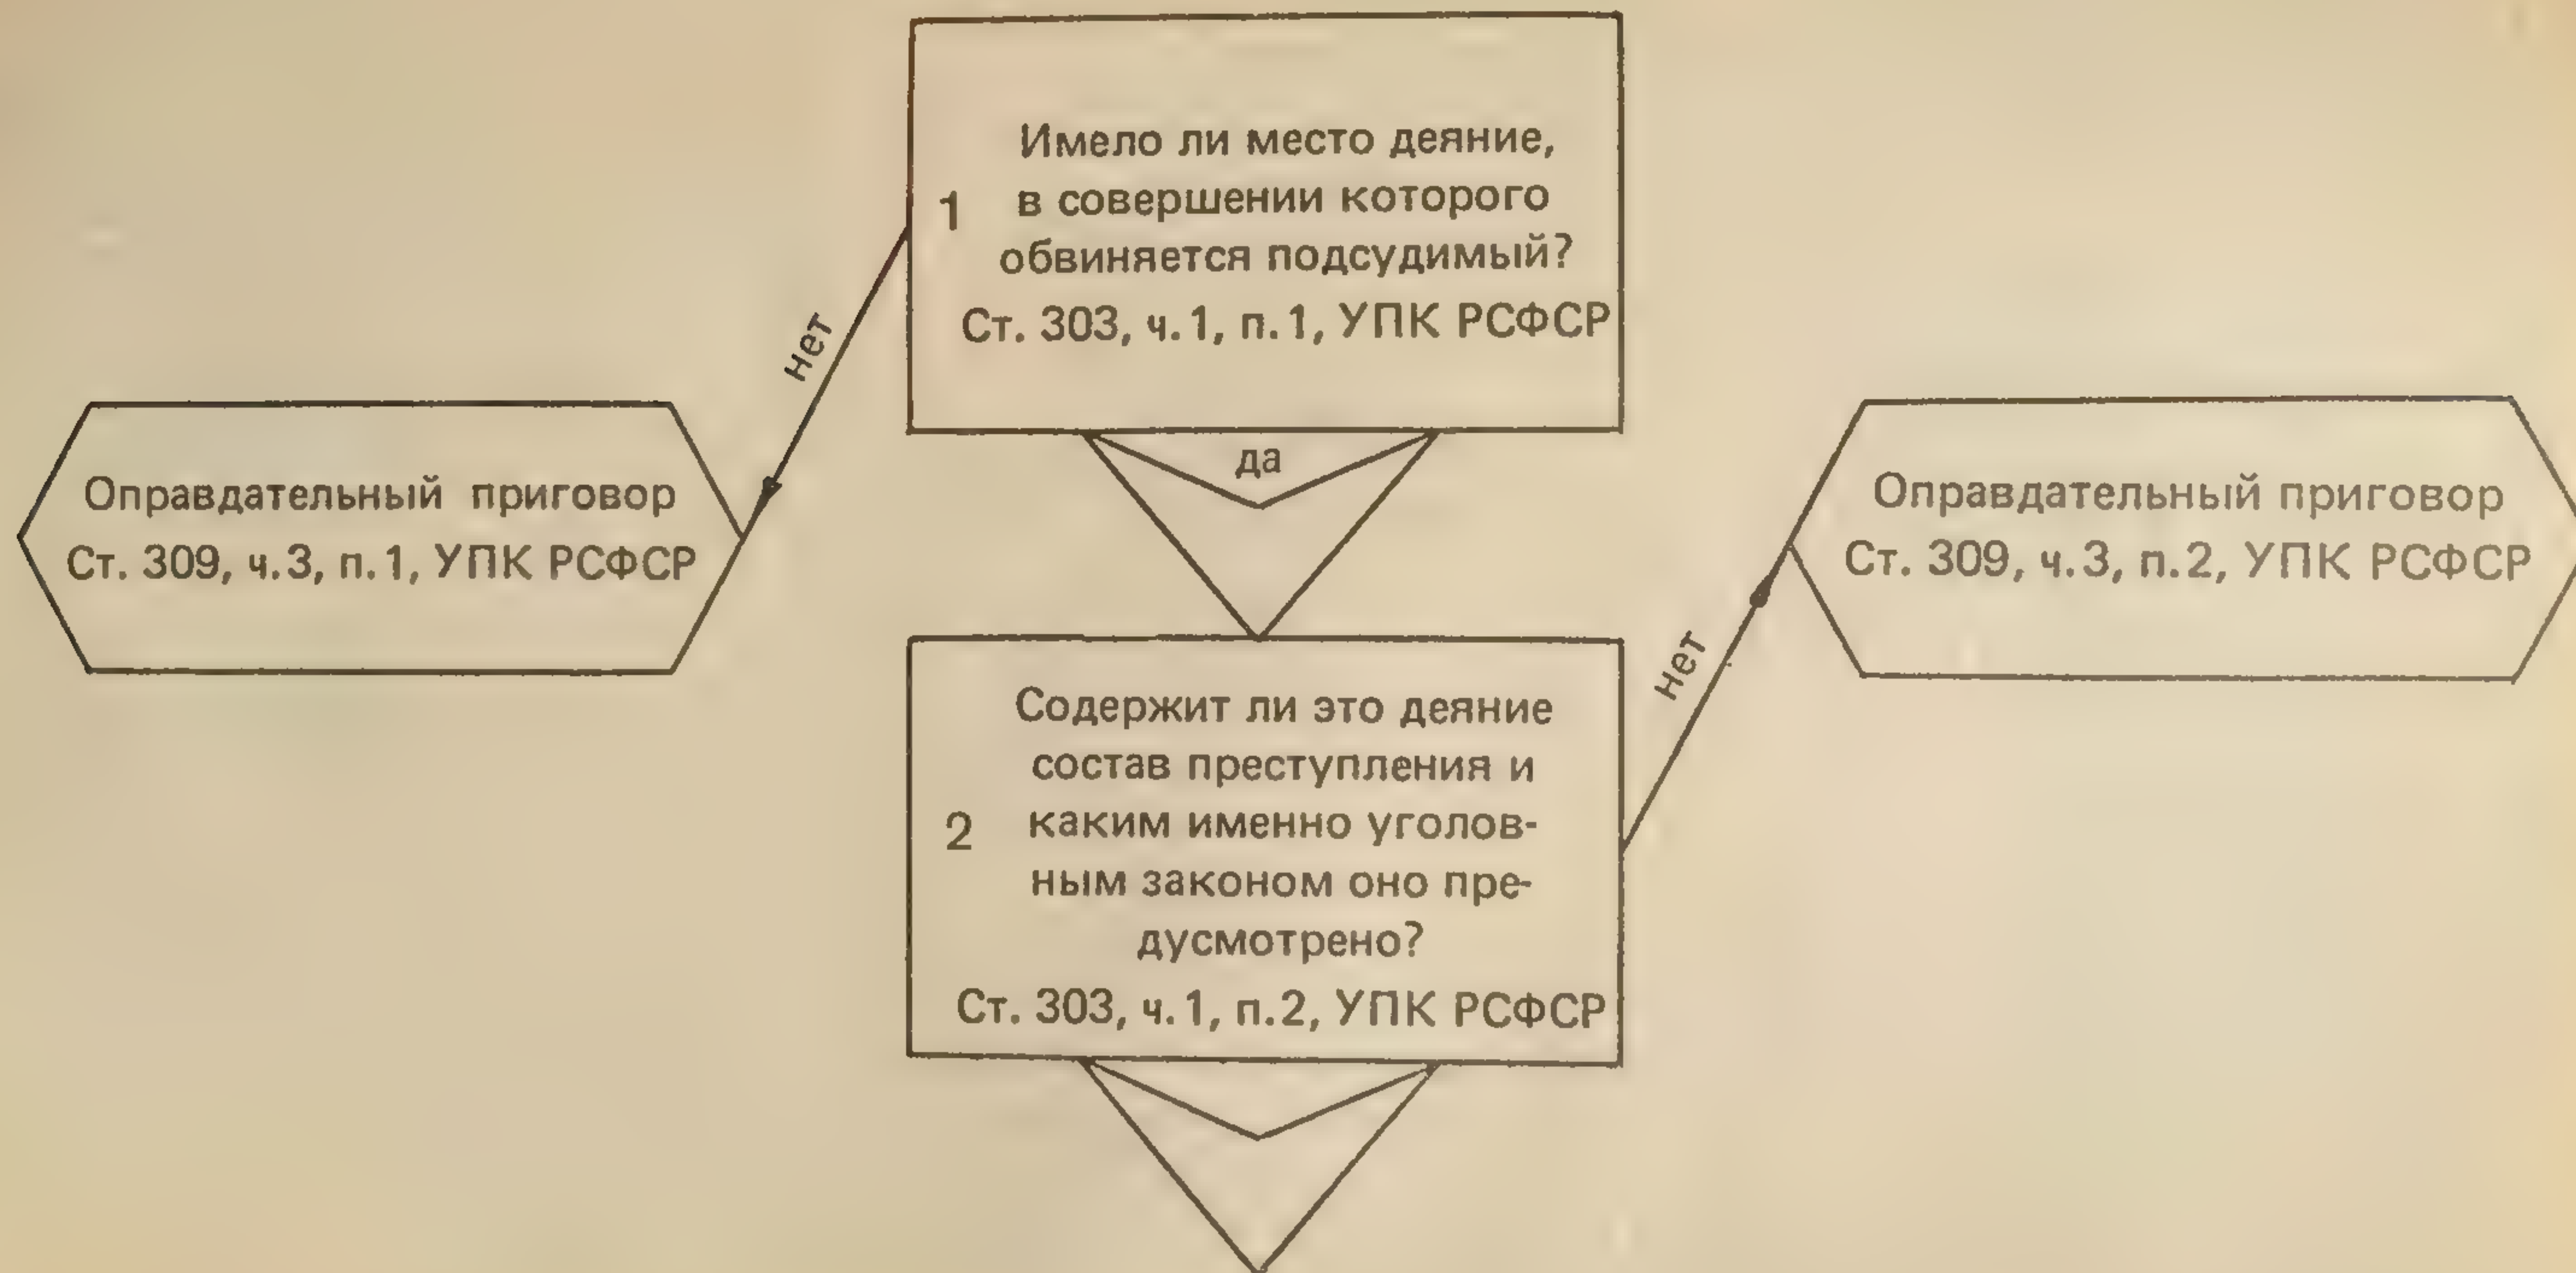 Имело ли место деяние,
в совершении которого
1
обвиняется подсудимый?
Ст. 303, ч.1, п.1, УПК РСФСР
нет
да
Оправдательный приговор
Ст. 309, ч.3, п.1, УПК РСФСР
Оправдательный приговор
Ст. 309, ч.3, п.2, УПК РСФСР
нет
Содержит ли это деяние
состав преступления и
2
каким именно уголов-
ным законом оно пре-
дусмотрено?
Ст. 303, ч.1, п.2, УПК РСФСР